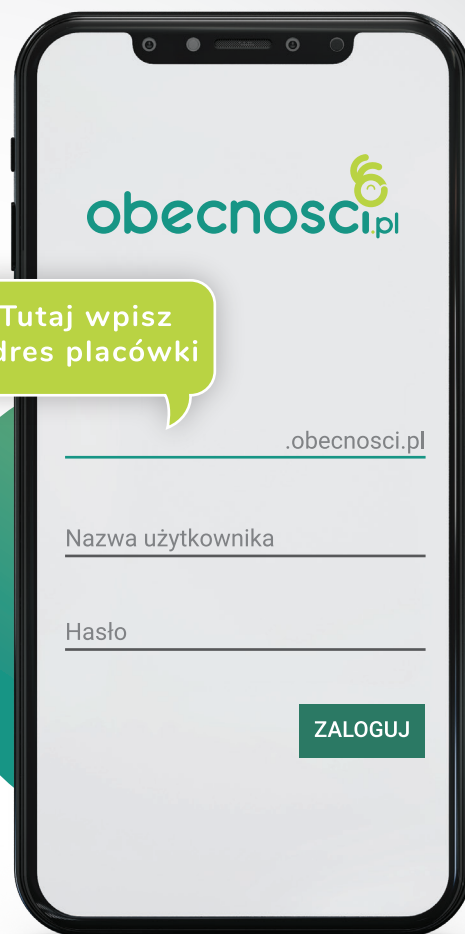 obecnosci.pl
Tutaj wpisz
dres placówki
.obecnosci.pl
Nazwa użytkownika
Hasło
ZALOGUJ